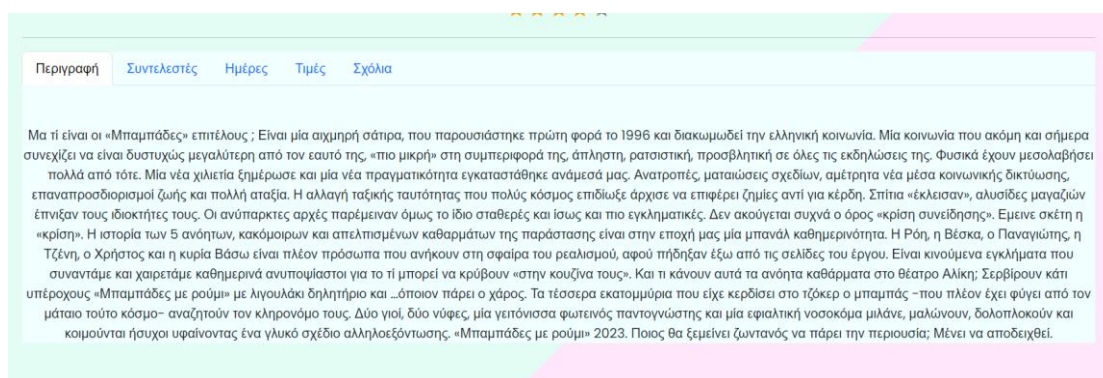 Περιγραφή Συντελεστές Ημέρες Τιμές Σχόλια
Μα τί είναι οι «Μπαμπάδες» επιτέλους ; Είναι μία αιχμηρή σάτιρα, που παρουσιάστηκε πρώτη φορά το 1996 και διακωμωδεί την ελληνική κοινωνία. Μία κοινωνία που ακόμη και σήμερα
συνεχίζει να είναι δυστυχώς μεγαλύτερη από τον εαυτό της, «πιο μικρή» στη συμπεριφορά της, άπληστη, ρατσιστική, προσβλητική σε όλες τις εκδηλώσεις της. Φυσικά έχουν μεσολαβήσει
πολλά από τότε. Μία νέα χιλιετία ξημέρωσε και μία νέα πραγματικότητα εγκαταστάθηκε ανάμεσά μας. Ανατροπές, ματαιώσεις σχεδίων, αμέτρητα νέα μέσα κοινωνικής δικτύωσης,
επαναπροσδιορισμοί ζωής και πολλή αταξία. Η αλλαγή ταξικής ταυτότητας που πολύς κόσμος επιδίωξε άρχισε να επιφέρει ζημίες αντί για κέρδη. Σπίτια «έκλεισαν», αλυσίδες μαγαζιών
έπνιξαν τους ιδιοκτήτες τους. Οι ανύπαρκτες αρχές παρέμειναν όμως το ίδιο σταθερές και ίσως και πιο εγκληματικές. Δεν ακούγεται συχνά ο όρος «κρίση συνείδησης». Εμεινε σκέτη η
«κρίση». Η ιστορία των 5 ανόητων, κακόμοιρων και απελπισμένων καθαρμάτων της παράστασης είναι στην εποχή μας μία μπανάλ καθημερινότητα. Η Ρόη, η Βέσκα, ο Παναγιώτης, η
Τζένη, ο Χρήστος και η κυρία Βάσω είναι πλέον πρόσωπα που ανήκουν στη σφαίρα του ρεαλισμού, αφού πήδηξαν έξω από τις σελίδες του έργου. Είναι κινούμενα εγκλήματα που
συναντάμε και χαιρετάμε καθημερινά ανυποψίαστοι για το τί μπορεί να κρύβουν «στην κουζίνα τους». Και τι κάνουν αυτά τα ανόητα καθάρματα στο θέατρο Αλίκη; Σερβίρουν κάτι
υπέροχους «Μπαμπάδες με ρούμι» με λιγουλάκι δηλητήριο και …όποιον πάρει ο χάρος. Τα τέσσερα εκατομμύρια που είχε κερδίσει στο τζόκερ ο μπαμπάς –που πλέον έχει φύγει από τον
μάταιο τούτο κόσμο– αναζητούν τον κληρονόμο τους. Δύο γιοί, δύο νύφες, μία γειτόνισσα φωτεινός παντογνώστης και μία εφιαλτική νοσοκόμα μιλάνε, μαλώνουν, δολοπλοκούν και
κοιμούνται ήσυχοι υφαίνοντας ένα γλυκό σχέδιο αλληλοεξόντωσης. «Μπαμπάδες με ρούμι» 2023. Ποιος θα ξεμείνει ζωντανός να πάρει την περιουσία; Μένει να αποδειχθεί.